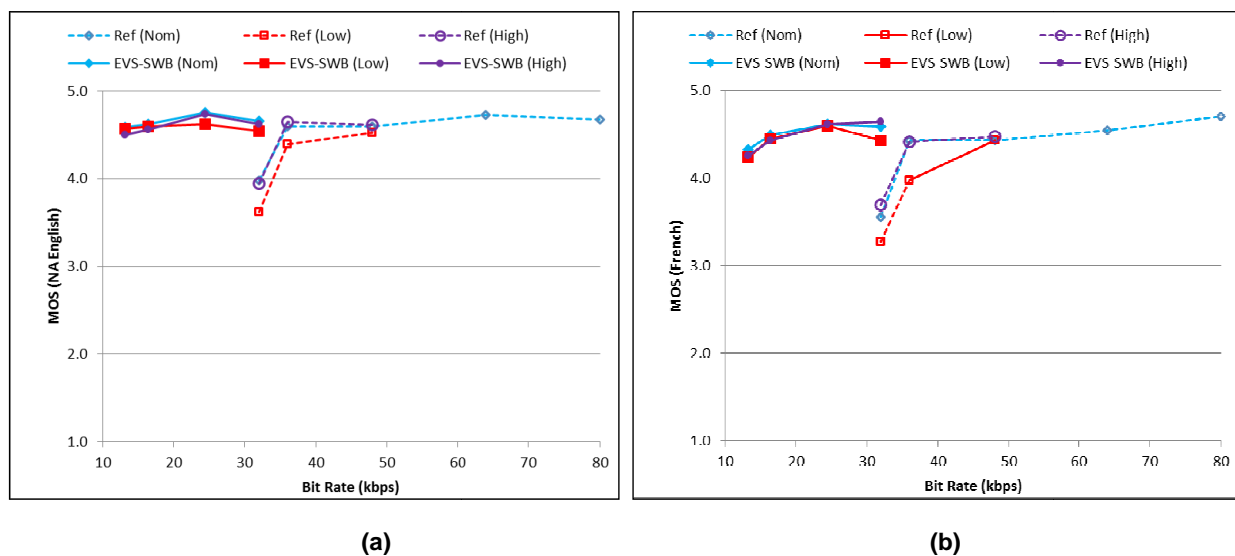 Ref (Nom) Ref (Low) Ref (High)
EVS-SWB (Nom) EVS-SWB (Low) EVS-SWB (High)
5.0
4.0
3.0
2.0
1.0
MOS (NA English)
10 20 30 40 50 60 70 80
Bit Rate (kbps)
(a)
Ref (Nom) Ref (Low) Ref (High)
EVS SWB (Nom) EVS SWB (Low) EVS SWB (High)
5.0
4.0
3.0
2.0
1.0
MOS (French)
10 20 30 40 50 60 70 80
Bit Rate (kbps)
(b)